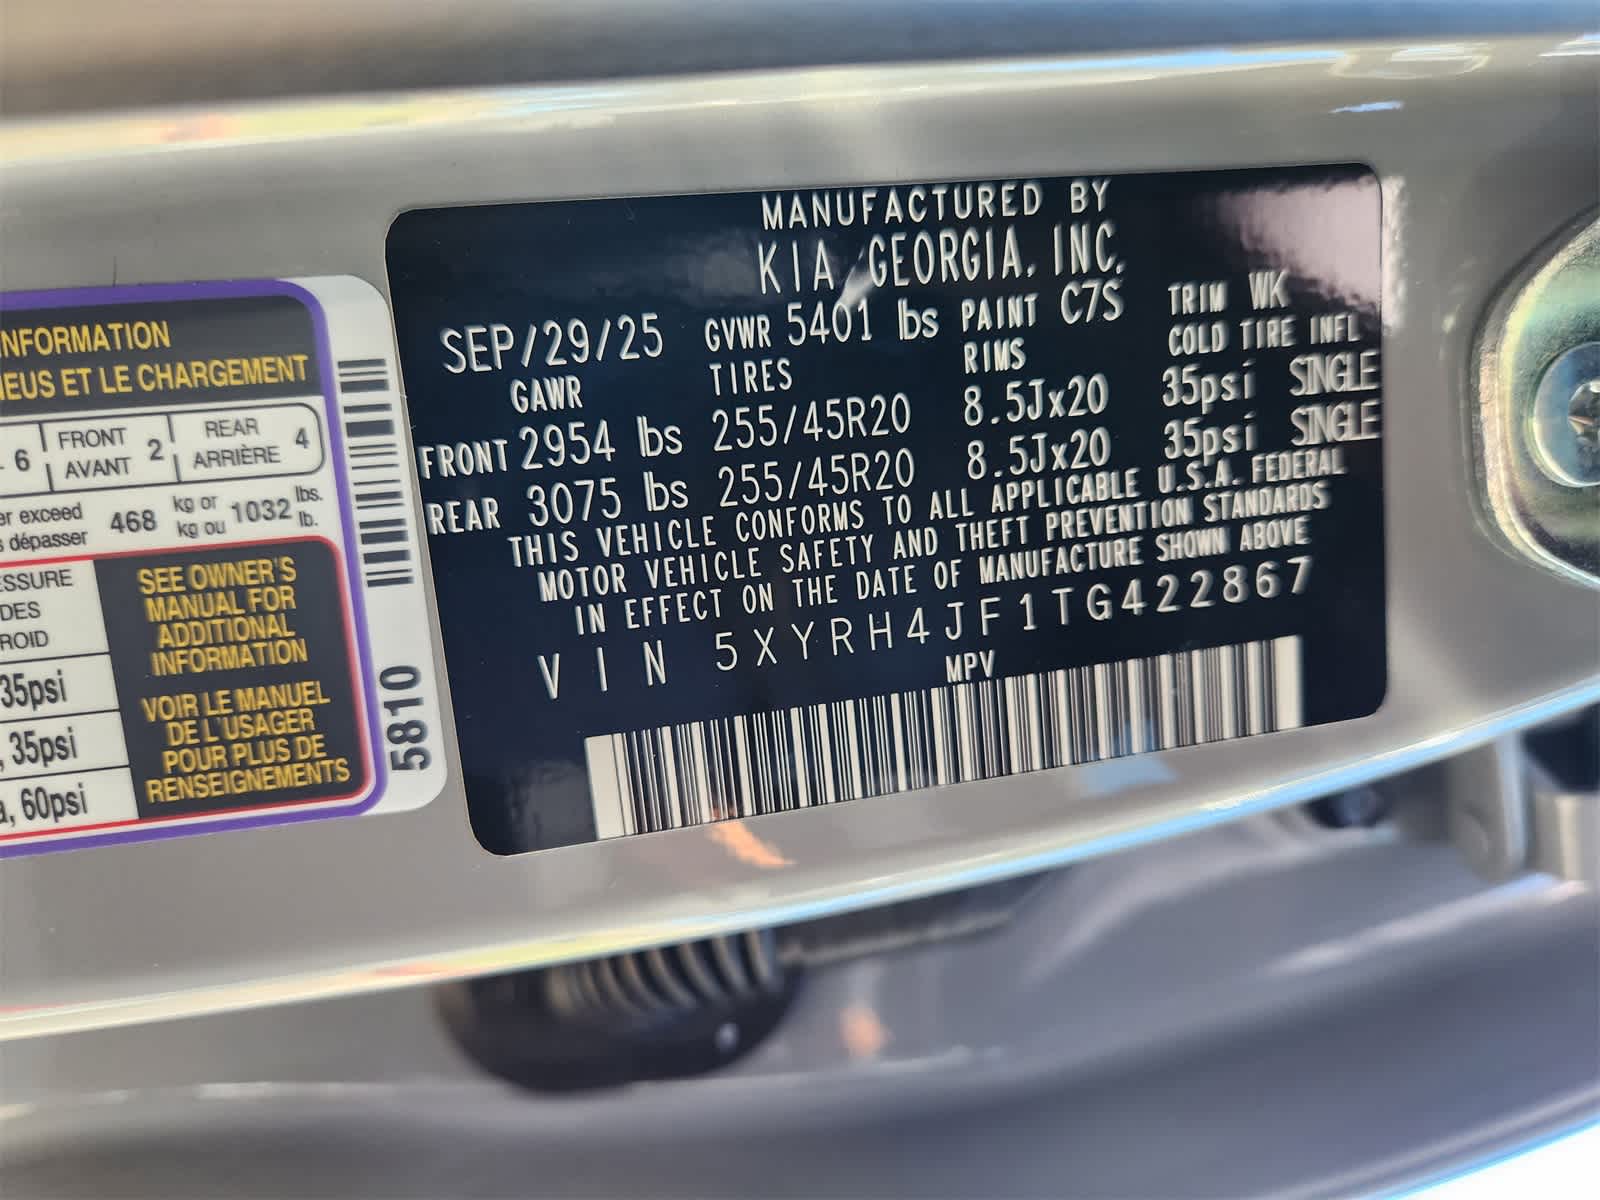 INFORMATION
NEUS ET LE CHARGEMENT
6 FRONT AVANT 2 REAR ARRIÈRE 4
er exceed
s dépasser
468 kg or kg ou 1032 lbs. lb.
ESSURE
DES
ROID
35psi
, 35psi
a, 60psi
SEE OWNER'S
MANUAL FOR
ADDITIONAL
INFORMATION
VOIR LE MANUEL
DE L'USAGER
POUR PLUS DE
RENSEIGNEMENTS
5810
MANUFACTURED BY
KIA GEORGIA, INC.
SEP/29/25 GVWR 5401 lbs PAINT C7S TRIM WK
GAWR TIRES RIMS COLD TIRE INFL
FRONT 2954 lbs 255/45R20 8.5Jx20 35psi SINGLE
REAR 3075 lbs 255/45R20 8.5Jx20 35psi SINGLE
THIS VEHICLE CONFORMS TO ALL APPLICABLE U.S.A. FEDERAL
MOTOR VEHICLE SAFETY AND THEFT PREVENTION STANDARDS
IN EFFECT ON THE DATE OF MANUFACTURE SHOWN ABOVE
VIN 5XYRH4JF1TG422867
MPV